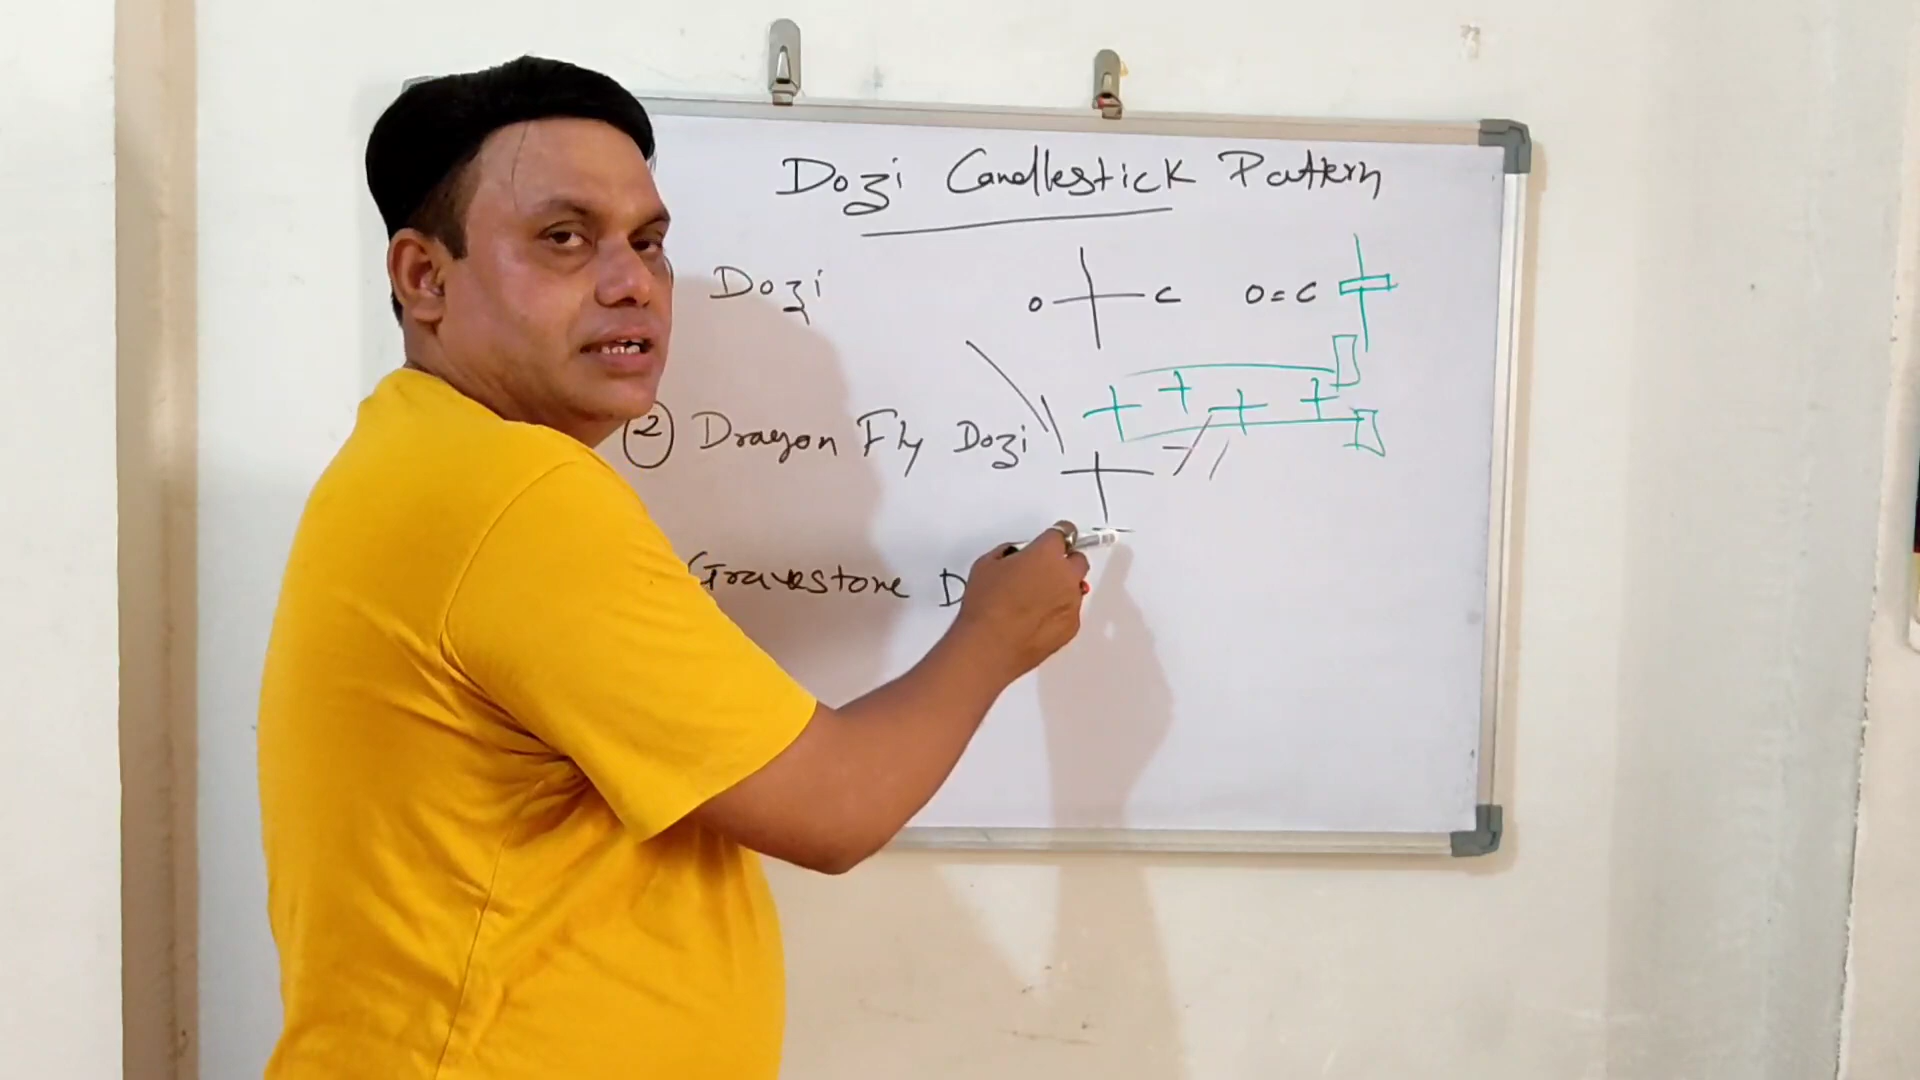 Dozi Candlestick Pattern
Dozi O C O = C
2 Dragon Fly Dozi
Gravestone D